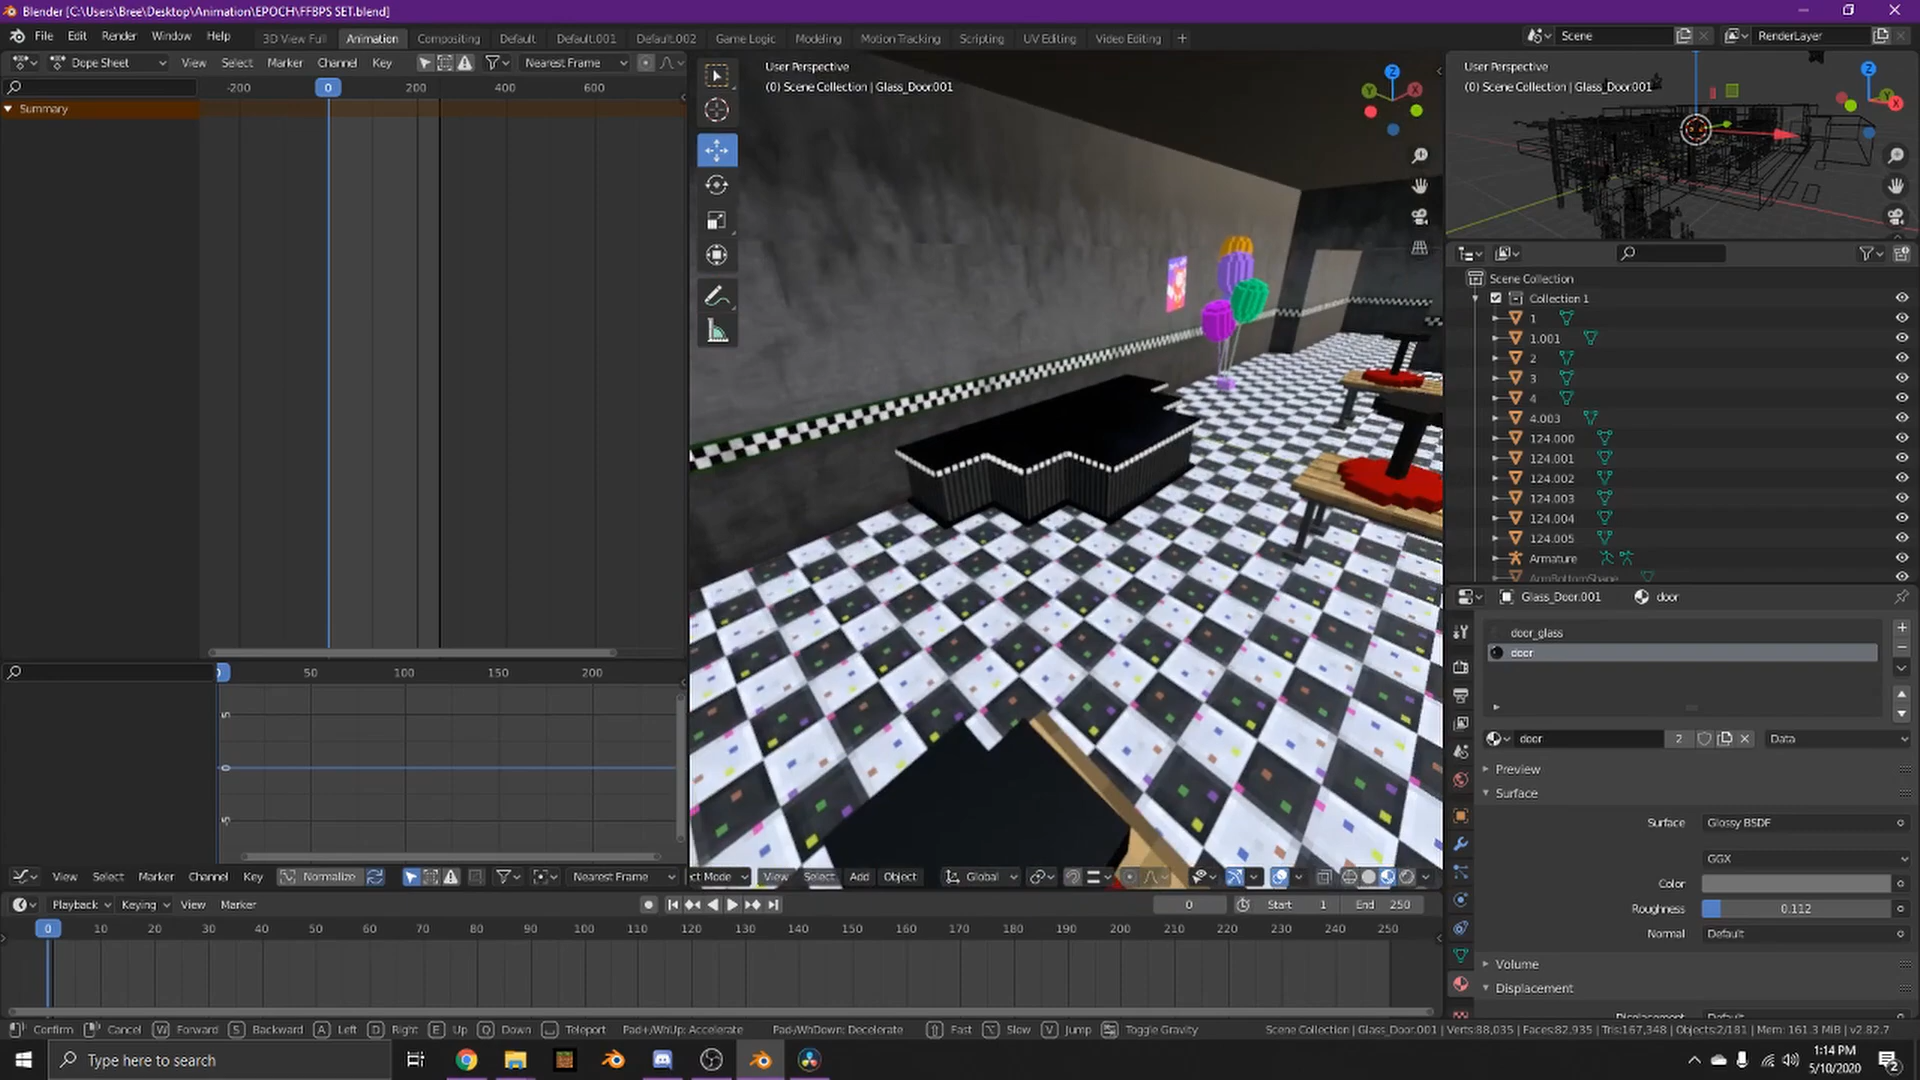 Blender [C:\Users\Bree\Desktop\Animation\EPOCH\FFBPS SET.blend]
File Edit Render Window Help 3D View Full Animation Compositing Default Default.001 Default.002 Game Logic Modeling Motion Tracking Scripting UV Editing Video Editing + Scene RenderLayer
Dope Sheet View Select Marker Channel Key Nearest Frame
-200 0 200 400 600
Summary
User Perspective
(0) Scene Collection | Glass_Door.001
User Perspective
(0) Scene Collection | Glass_Door.001
Scene Collection
Collection 1
1
1.001
2
3
4
4.003
124.000
124.001
124.002
124.003
124.004
124.005
Armature
ArmBottomShape
Glass_Door.001 door
door_glass
door
door 2 Data
Preview
Surface
Surface Glossy BSDF
GGX
Color
Roughness 0.112
Normal Default
Volume
Displacement
Displacement Default
50 100 150 200
5
0
-5
View Select Marker Channel Key Normalize Nearest Frame
ct Mode View Select Add Object Global
Playback Keying View Marker 0 Start 1 End 250
0 10 20 30 40 50 60 70 80 90 100 110 120 130 140 150 160 170 180 190 200 210 220 230 240 250
Confirm Cancel W Forward S Backward A Left D Right E Up Q Down Teleport Pad+/WhUp: Accelerate Pad-/WhDown: Decelerate Fast Slow V Jump Toggle Gravity Scene Collection | Glass_Door.001 | Verts:88,035 | Faces:82,935 | Tris:167,348 | Objects:2/181 | Mem: 161.3 MiB | v2.82.7
Type here to search
1:14 PM
5/10/2020
2